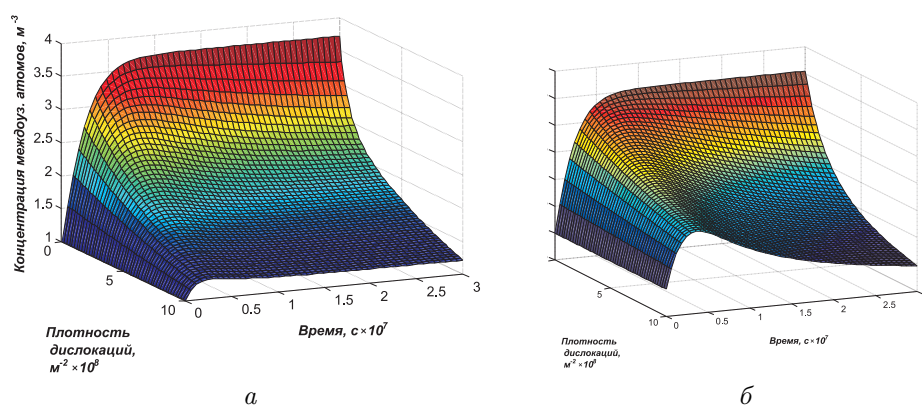 Концентрация междоуз. атомов, м⁻³
4
3.5
3
2.5
2
1.5
1
0
5
10
0
0.5
1
1.5
2
2.5
3
Плотность
дислокаций,
м⁻² ×10⁸
Время, с×10⁷
а
5
10
0
0.5
1
1.5
2
2.5
Плотность
дислокаций,
м⁻² ×10⁸
Время, с×10⁷
б